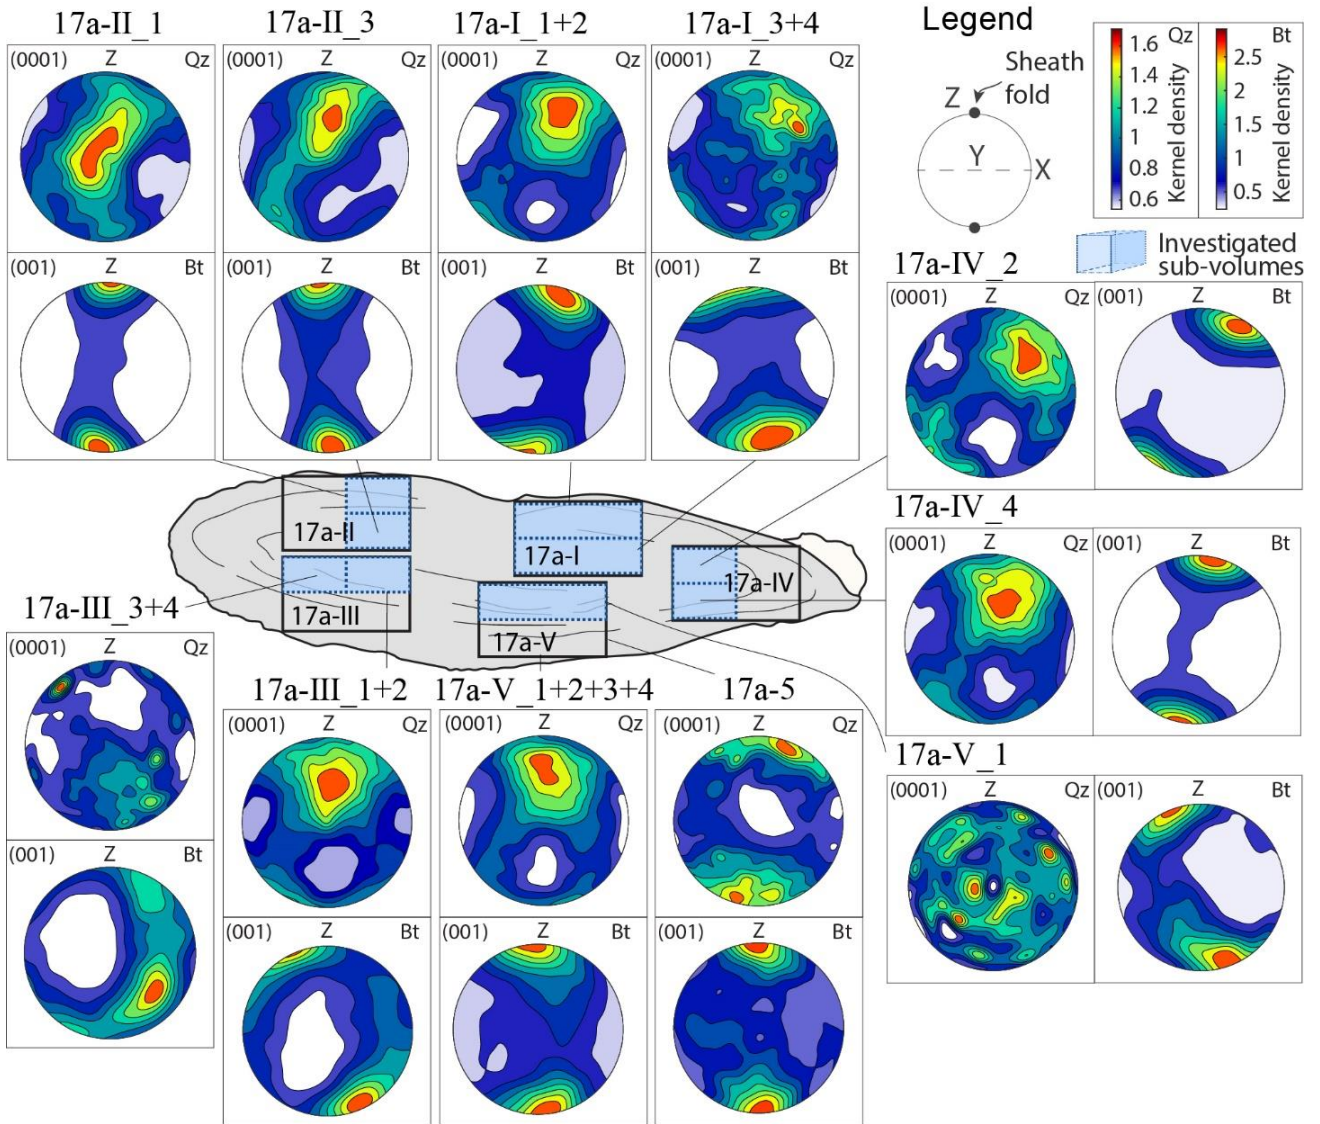 17a-II_1
(0001) Z Qz
(001) Z Bt
17a-II_3
(0001) Z Qz
(001) Z Bt
17a-I_1+2
(0001) Z Qz
(001) Z Bt
17a-I_3+4
(0001) Z Qz
(001) Z Bt
Legend
Sheath
fold
Z
Y
X
Qz
1.6
1.4
1.2
1
0.8
0.6
Kernel density
Bt
2.5
2
1.5
1
0.5
Kernel density
Investigated
sub-volumes
17a-IV_2
(0001) Z Qz
(001) Z Bt
17a-IV_4
(0001) Z Qz
(001) Z Bt
17a-V_1
(0001) Z Qz
(001) Z Bt
17a-II
17a-I
17a-IV
17a-III
17a-V
17a-III_3+4
(0001) Z Qz
(001) Z Bt
17a-III_1+2
(0001) Z Qz
(001) Z Bt
17a-V_1+2+3+4
(0001) Z Qz
(001) Z Bt
17a-5
(0001) Z Qz
(001) Z Bt